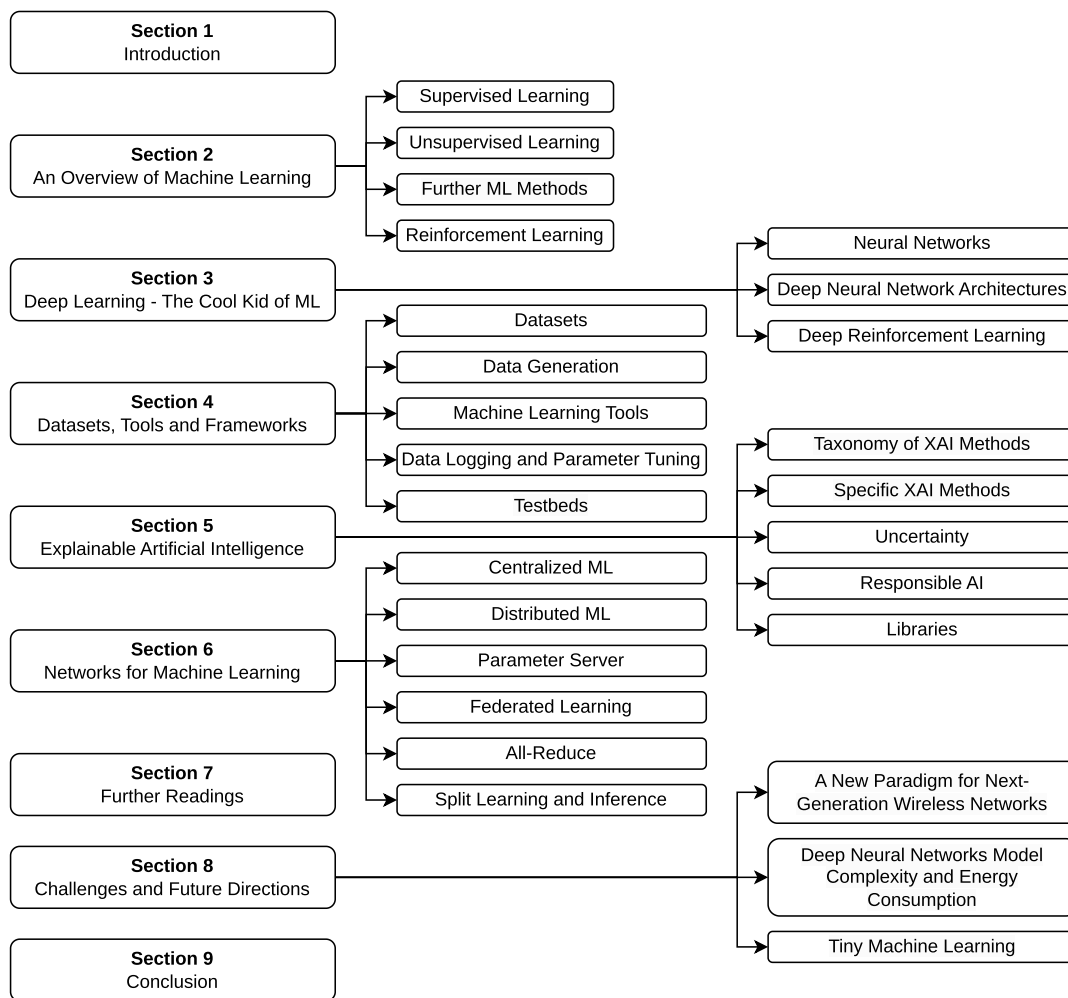 Section 1
Introduction
Section 2
An Overview of Machine Learning
Supervised Learning
Unsupervised Learning
Further ML Methods
Reinforcement Learning
Section 3
Deep Learning - The Cool Kid of ML
Neural Networks
Deep Neural Network Architectures
Deep Reinforcement Learning
Section 4
Datasets, Tools and Frameworks
Datasets
Data Generation
Machine Learning Tools
Data Logging and Parameter Tuning
Testbeds
Section 5
Explainable Artificial Intelligence
Taxonomy of XAI Methods
Specific XAI Methods
Uncertainty
Responsible AI
Libraries
Section 6
Networks for Machine Learning
Centralized ML
Distributed ML
Parameter Server
Federated Learning
All-Reduce
Split Learning and Inference
Section 7
Further Readings
Section 8
Challenges and Future Directions
A New Paradigm for Next-
Generation Wireless Networks
Deep Neural Networks Model
Complexity and Energy
Consumption
Tiny Machine Learning
Section 9
Conclusion